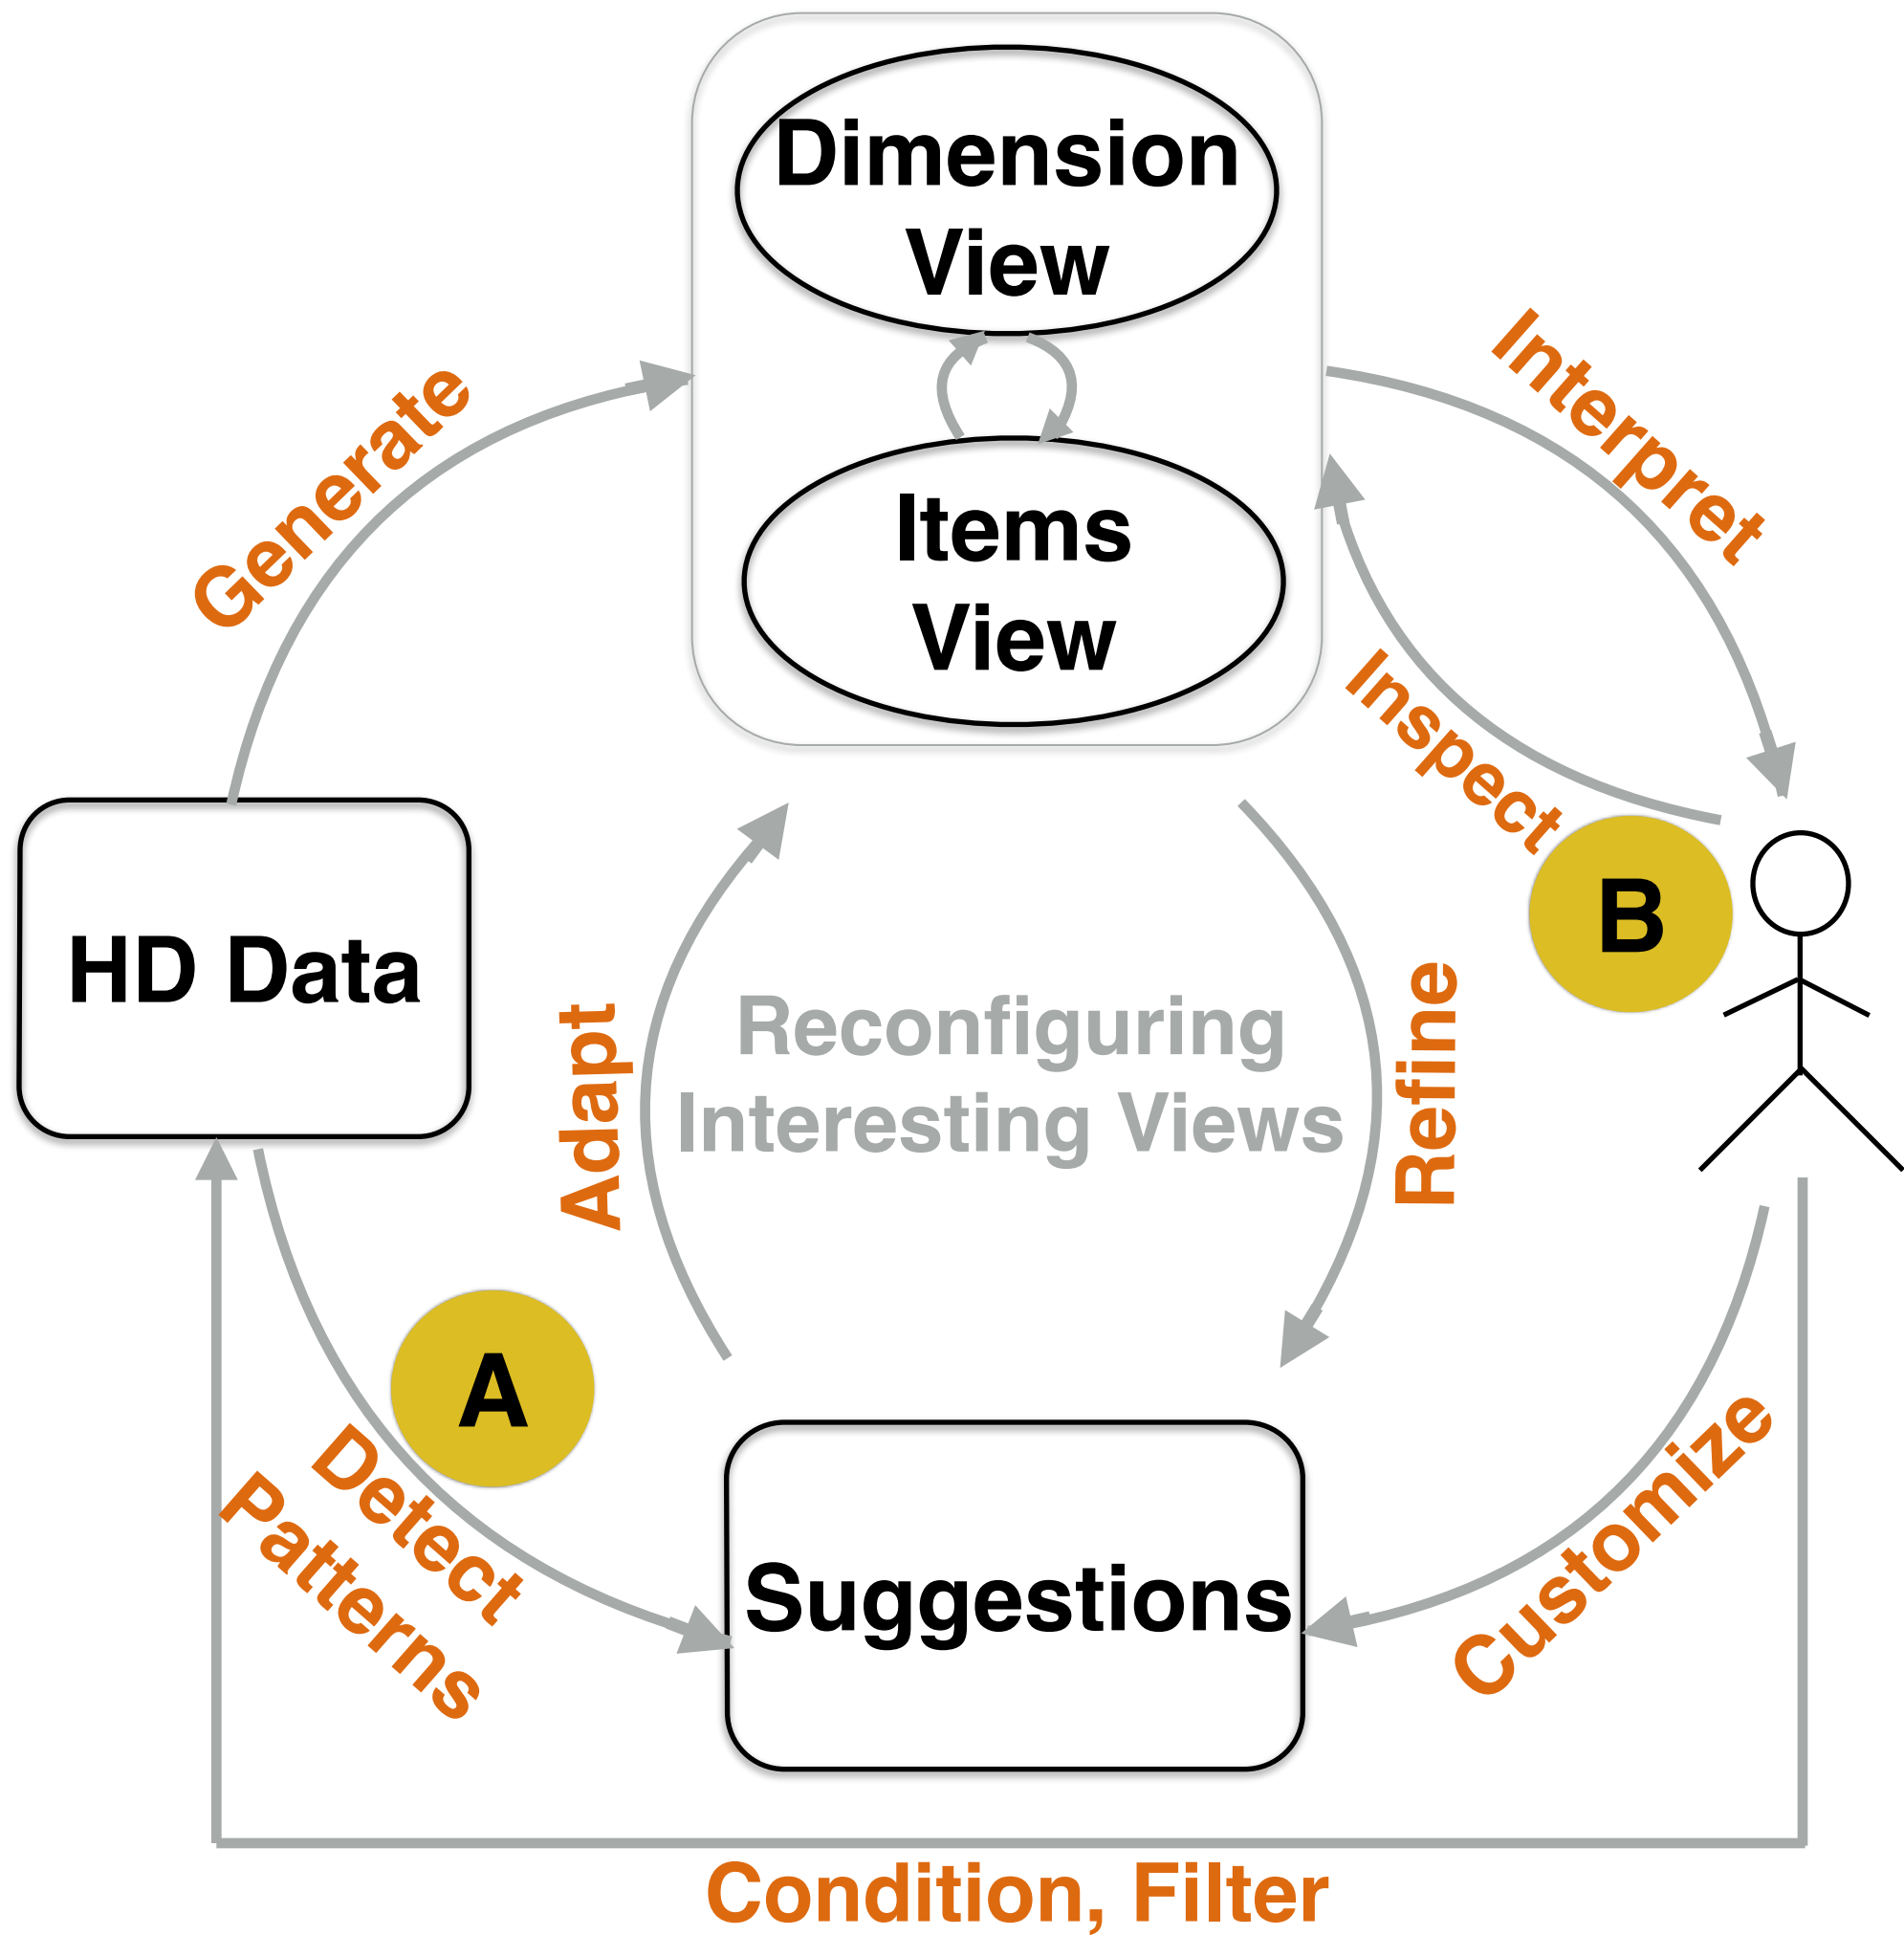 Dimension
View
Items
View
Generate
Interpret
Inspect
B
HD Data
Reconfiguring
Interesting Views
Adapt
Refine
A
Detect
Patterns
Suggestions
Customize
Condition, Filter